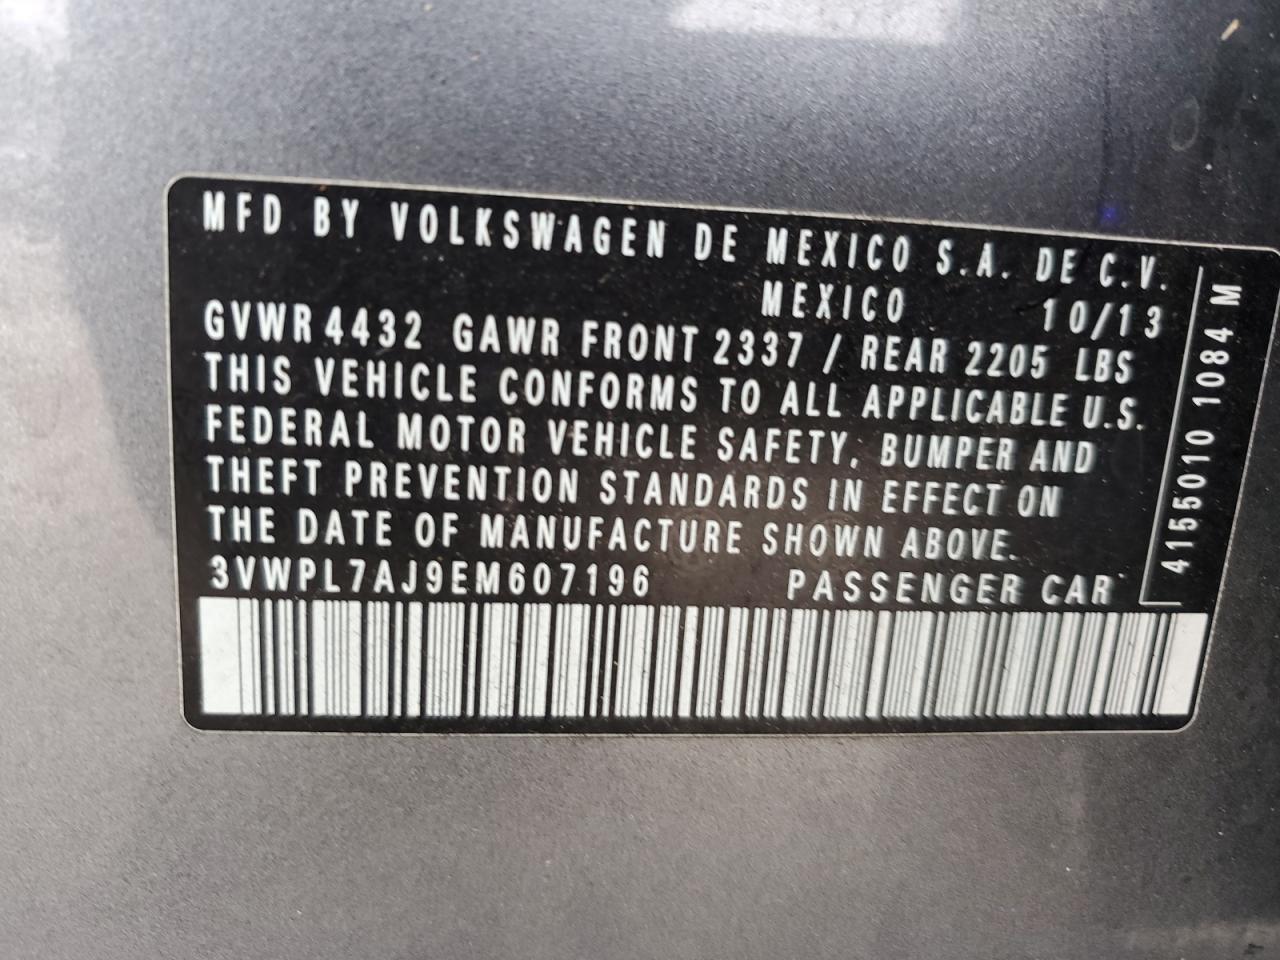 MFD BY VOLKSWAGEN DE MEXICO S.A. DE C.V.
MEXICO 10/13
GVWR 4432 GAWR FRONT 2337 / REAR 2205 LBS
THIS VEHICLE CONFORMS TO ALL APPLICABLE U.S.
FEDERAL MOTOR VEHICLE SAFETY, BUMPER AND
THEFT PREVENTION STANDARDS IN EFFECT ON
THE DATE OF MANUFACTURE SHOWN ABOVE.
3VWPL7AJ9EM607196 PASSENGER CAR
4155010 1084 M